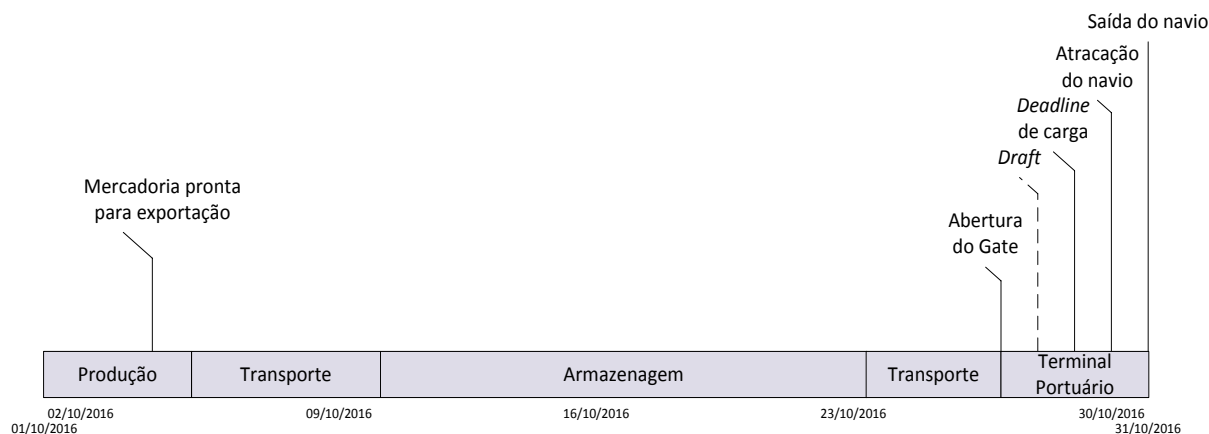 Saída do navio
Atracação
do navio
Deadline
de carga
Draft
Mercadoria pronta
para exportação
Abertura
do Gate
Produção
Transporte
Armazenagem
Transporte
Terminal
Portuário
02/10/2016
09/10/2016
16/10/2016
23/10/2016
30/10/2016
01/10/2016
31/10/2016